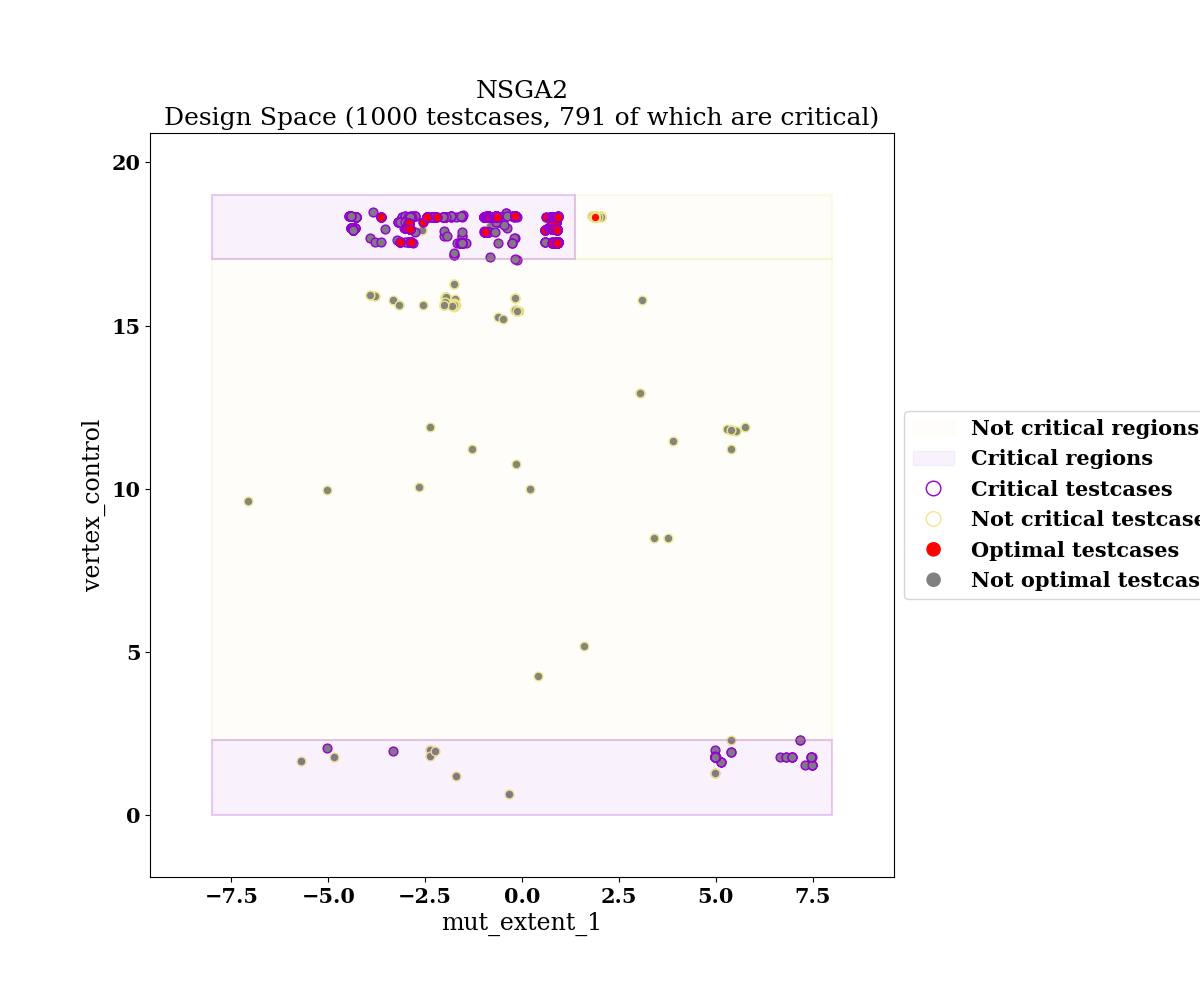 NSGA2
Design Space (1000 testcases, 791 of which are critical)
20
15
10
5
0
vertex_control
−7.5
−5.0
−2.5
0.0
2.5
5.0
7.5
mut_extent_1
Not critical regions
Critical regions
Critical testcases
Not critical testcase
Optimal testcases
Not optimal testcas